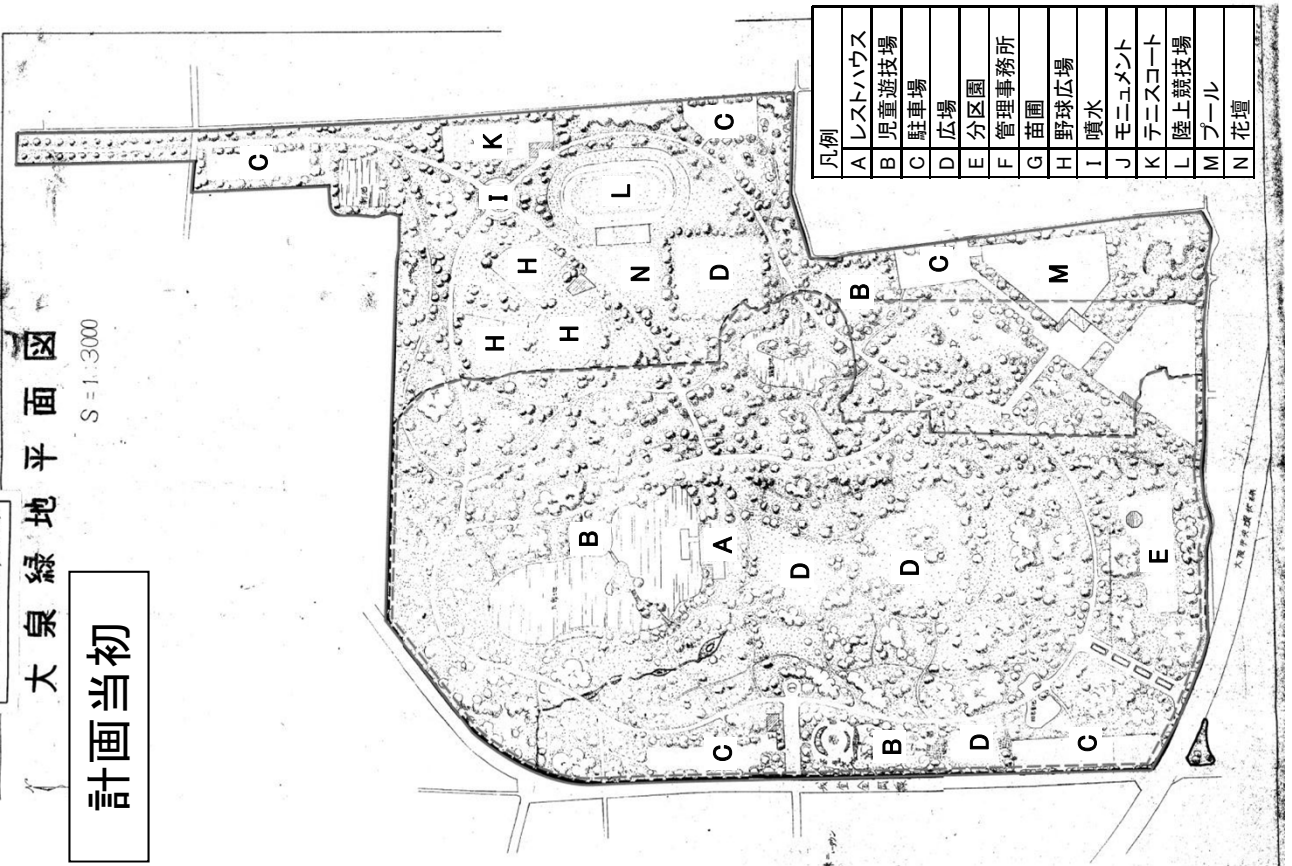 大泉緑地平面図
S=1:3000
計画当初
凡例
A レストハウス
B 児童遊技場
C 駐車場
D 広場
E 分区園
F 管理事務所
G 苗圃
H 野球広場
I 噴水
J モニュメント
K テニスコート
L 陸上競技場
M プール
N 花壇
C
K
I
L
C
H
H
H
N
D
B
C
M
B
A
D
D
E
C
B
D
C